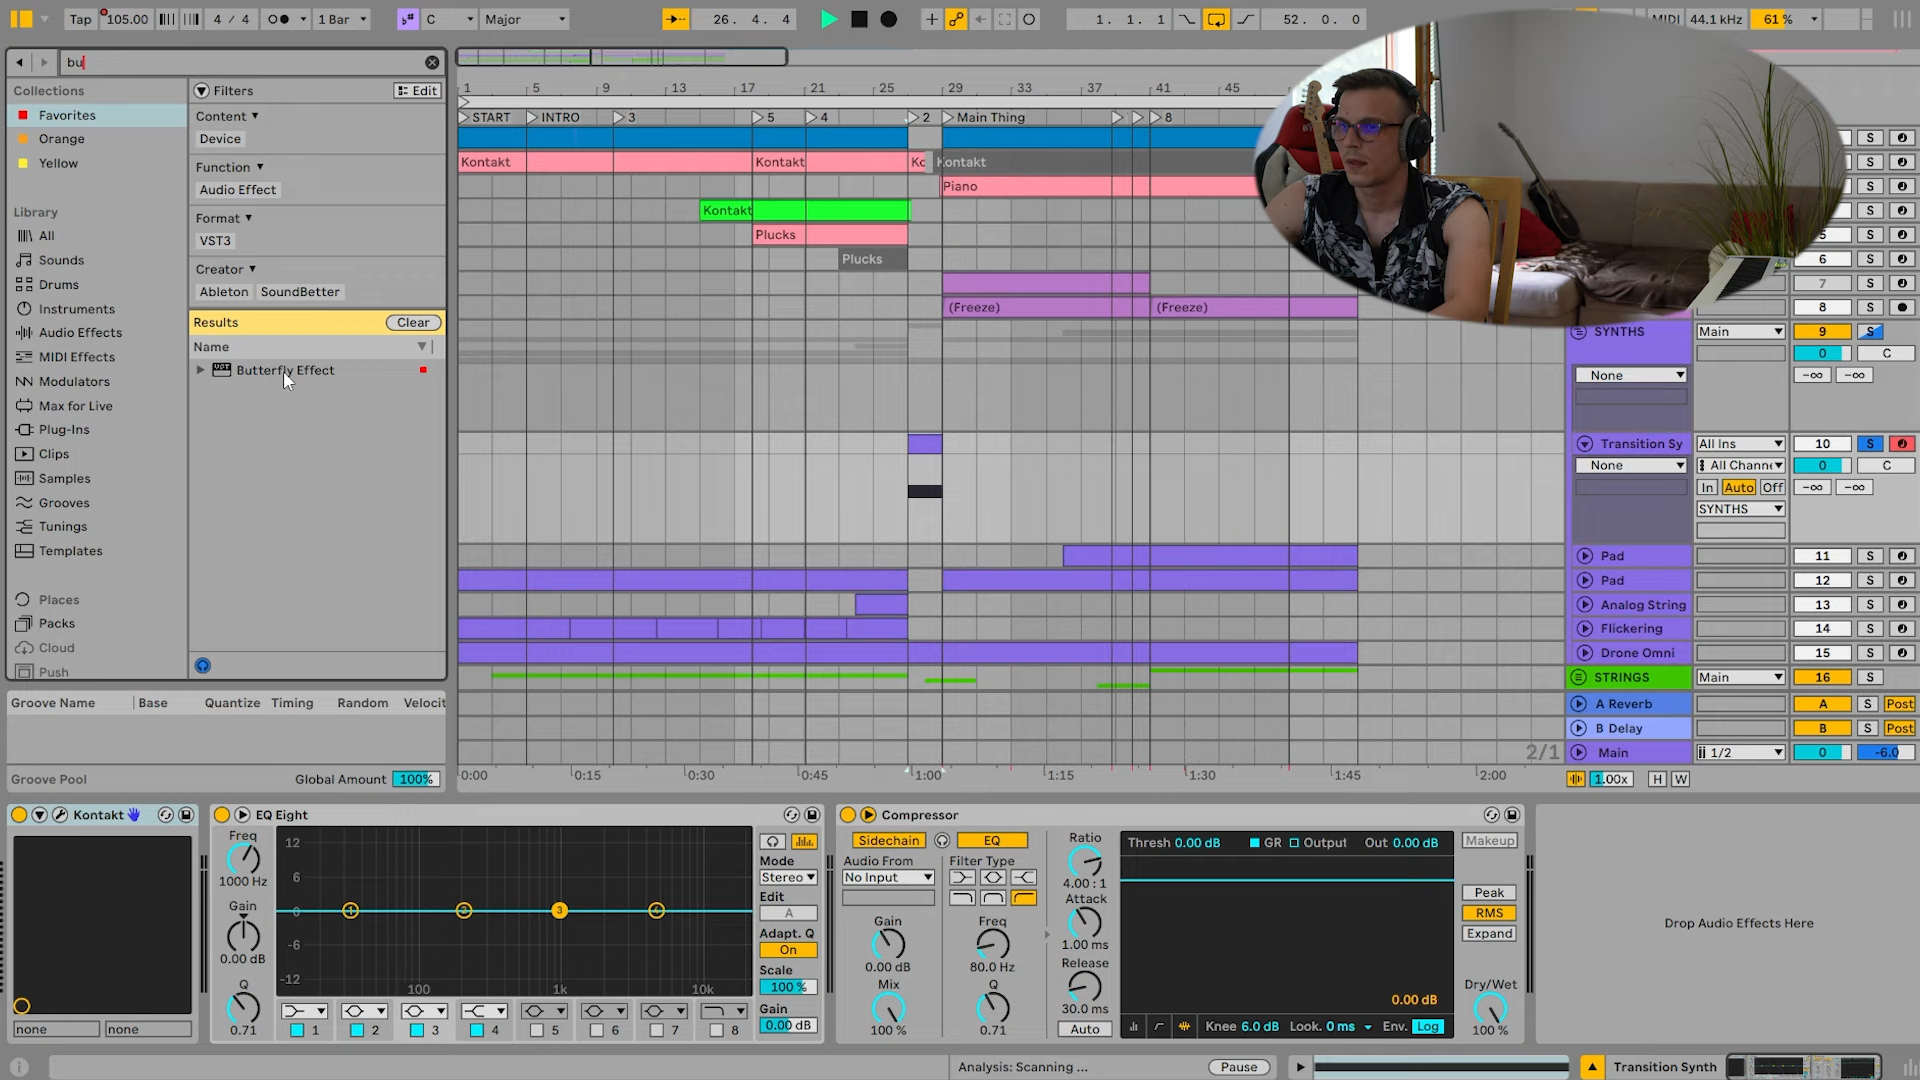 Tap 105.00 4 / 4 1 Bar C Major 26. 4. 4 1. 1. 1 52. 0. 0 MIDI 44.1 kHz 61 %
bu
Collections
Favorites
Orange
Yellow
Library
All
Sounds
Drums
Instruments
Audio Effects
MIDI Effects
Modulators
Max for Live
Plug-Ins
Clips
Samples
Grooves
Tunings
Templates
Places
Packs
Cloud
Push
Filters Edit
Content
Device
Function
Audio Effect
Format
VST3
Creator
Ableton SoundBetter
Results Clear
Name
Butterfly Effect
Groove Name Base Quantize Timing Random Velocit
Groove Pool Global Amount 100%
1 5 9 13 17 21 25 29 33 37 41 45
START INTRO 3 5 4 2 Main Thing 8
Kontakt Kontakt Kc Kontakt
Piano
Kontakt
Plucks
Plucks
(Freeze) (Freeze)
2/1
0:00 0:15 0:30 0:45 1:00 1:15 1:30 1:45 2:00
S
S
S
S
5 S
6 S
7 S
8 S
SYNTHS Main 9 S
0 C
None -∞ -∞
Transition Sy All Ins 10 S
None All Chann 0 C
In Auto Off -∞ -∞
SYNTHS
Pad 11 S
Pad 12 S
Analog String 13 S
Flickering 14 S
Drone Omni 15 S
STRINGS Main 16 S
A Reverb A S Post
B Delay B S Post
Main 1/2 0 -6.0
1.00x H W
Kontakt
none none
EQ Eight
Freq
1000 Hz
Gain
0.00 dB
Q
0.71
12
6
0
-6
-12
100 1k 10k
1 2 3 4
1 2 3 4 5 6 7 8
Mode
Stereo
Edit
A
Adapt. Q
On
Scale
100 %
Gain
0.00 dB
Compressor
Sidechain EQ
Audio From Filter Type
No Input
Gain Freq
0.00 dB 80.0 Hz
Mix Q
100 % 0.71
Ratio
4.00 : 1
Attack
1.00 ms
Release
30.0 ms
Auto
Thresh 0.00 dB GR Output Out 0.00 dB
0.00 dB
Knee 6.0 dB Look. 0 ms Env. Log
Makeup
Peak
RMS
Expand
Dry/Wet
100 %
Drop Audio Effects Here
Analysis: Scanning ... Pause Transition Synth